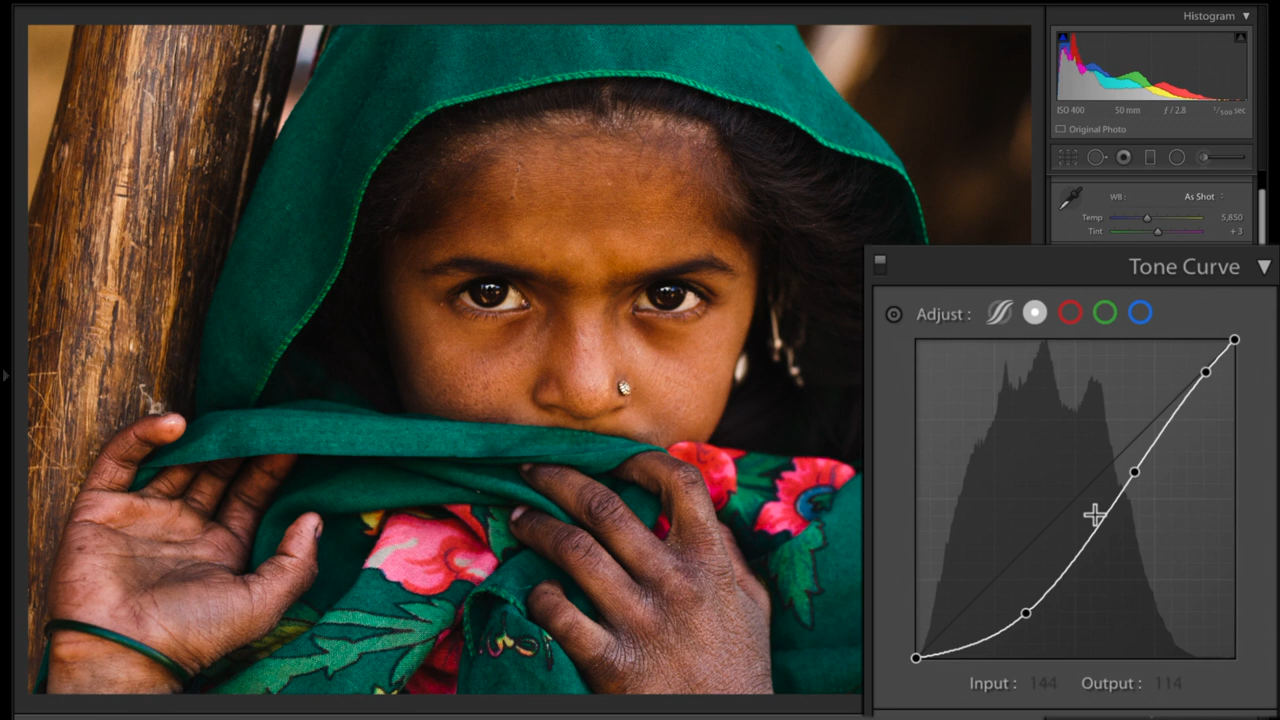 Histogram ▼
ISO 400 50 mm ƒ / 2.8 1/500 sec
Original Photo
WB : As Shot
Temp 5,850
Tint + 3
Tone Curve ▼
Adjust :
Input : 144 Output : 114